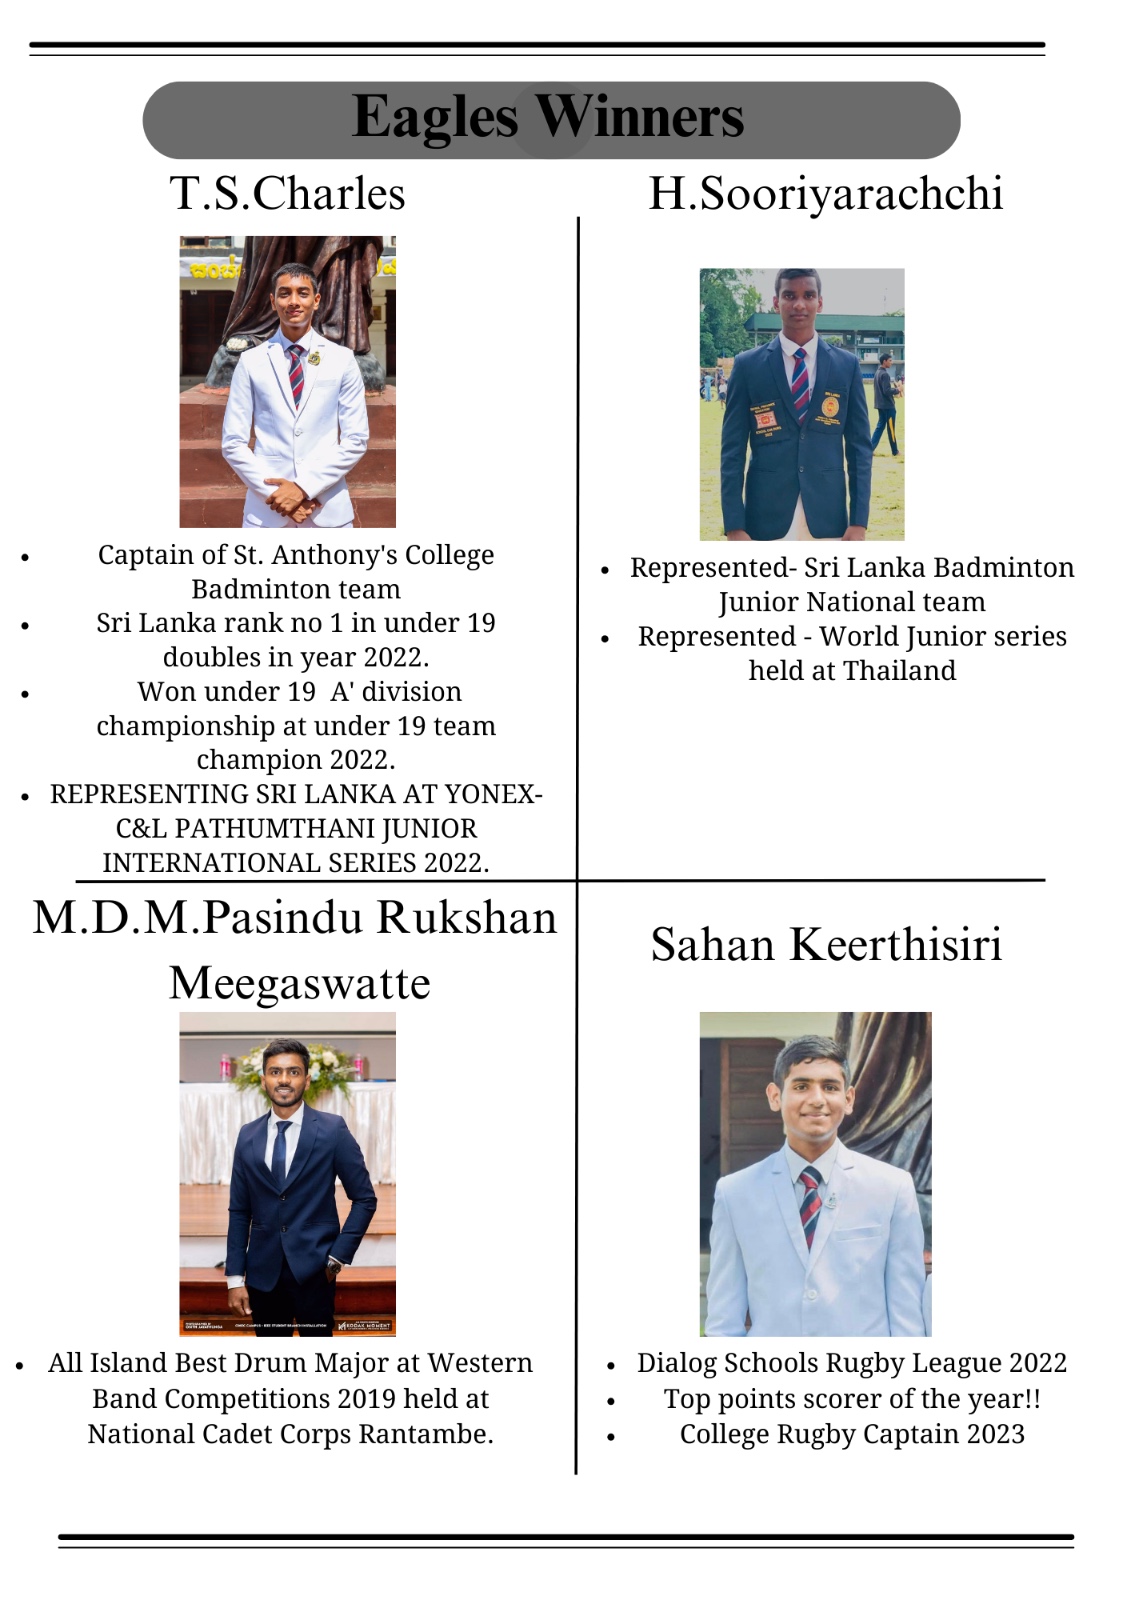 Eagles Winners
T.S.Charles
සංචා
Captain of St. Anthony's College
Badminton team
Sri Lanka rank no 1 in under 19
doubles in year 2022.
Won under 19  A' division
championship at under 19 team
champion 2022.
REPRESENTING SRI LANKA AT YONEX-
C&L PATHUMTHANI JUNIOR
INTERNATIONAL SERIES 2022.
H.Sooriyarachchi
SRI LANKA
Represented- Sri Lanka Badminton
Junior National team
Represented - World Junior series
held at Thailand
M.D.M.Pasindu Rukshan
Meegaswatte
KODAK MOMENT
All Island Best Drum Major at Western
Band Competitions 2019 held at
National Cadet Corps Rantambe.
Sahan Keerthisiri
Dialog Schools Rugby League 2022
Top points scorer of the year!!
College Rugby Captain 2023